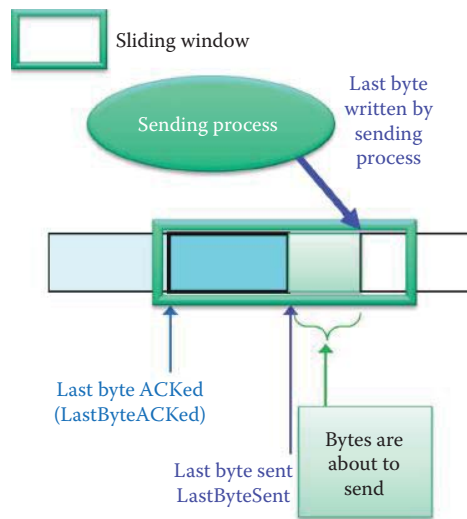 Sliding window
Sending process
Last byte
written by
sending
process
Last byte ACKed
(LastByteACKed)
Last byte sent
LastByteSent
Bytes are
about to
send